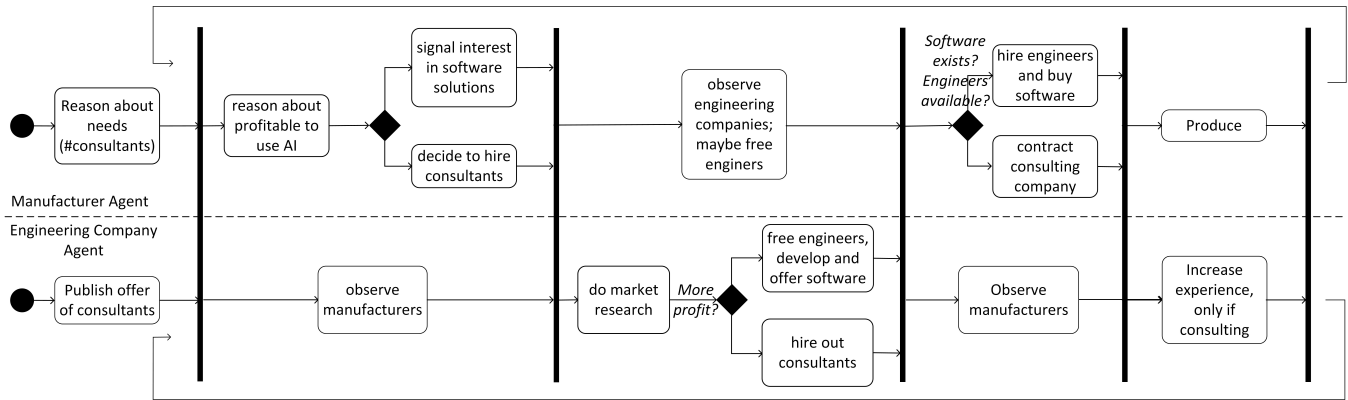 Reason about
needs
(#consultants)
reason about
profitable to
use AI
signal interest
in software
solutions
decide to hire
consultants
observe
engineering
companies;
maybe free
enginers
Software
exists?
Engineers
available?
hire engineers
and buy
software
contract
consulting
company
Produce
Manufacturer Agent
Engineering Company
Agent
Publish offer
of consultants
observe
manufacturers
do market
research
More
profit?
free engineers,
develop and
offer software
hire out
consultants
Observe
manufacturers
Increase
experience,
only if
consulting